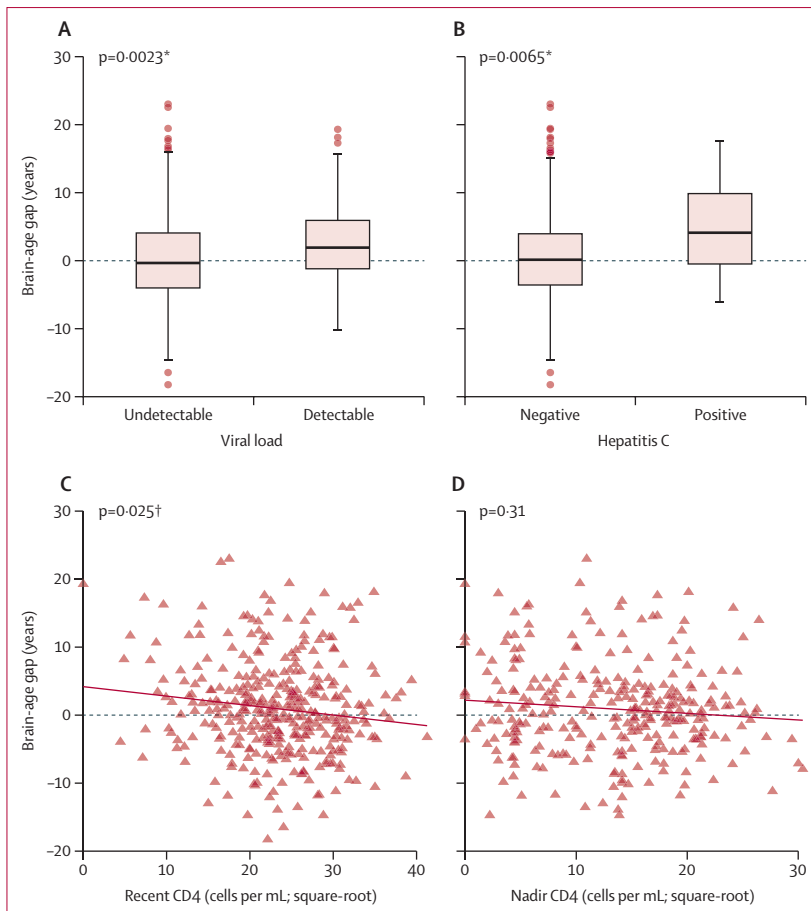 A
p=0·0023*
30
20
10
0
–10
–20
Brain-age gap (years)
Undetectable
Detectable
Viral load
B
p=0·0065*
Negative
Positive
Hepatitis C
C
p=0·025†
30
20
10
0
–10
–20
Brain-age gap (years)
0
10
20
30
40
Recent CD4 (cells per mL; square-root)
D
p=0·31
0
10
20
30
Nadir CD4 (cells per mL; square-root)